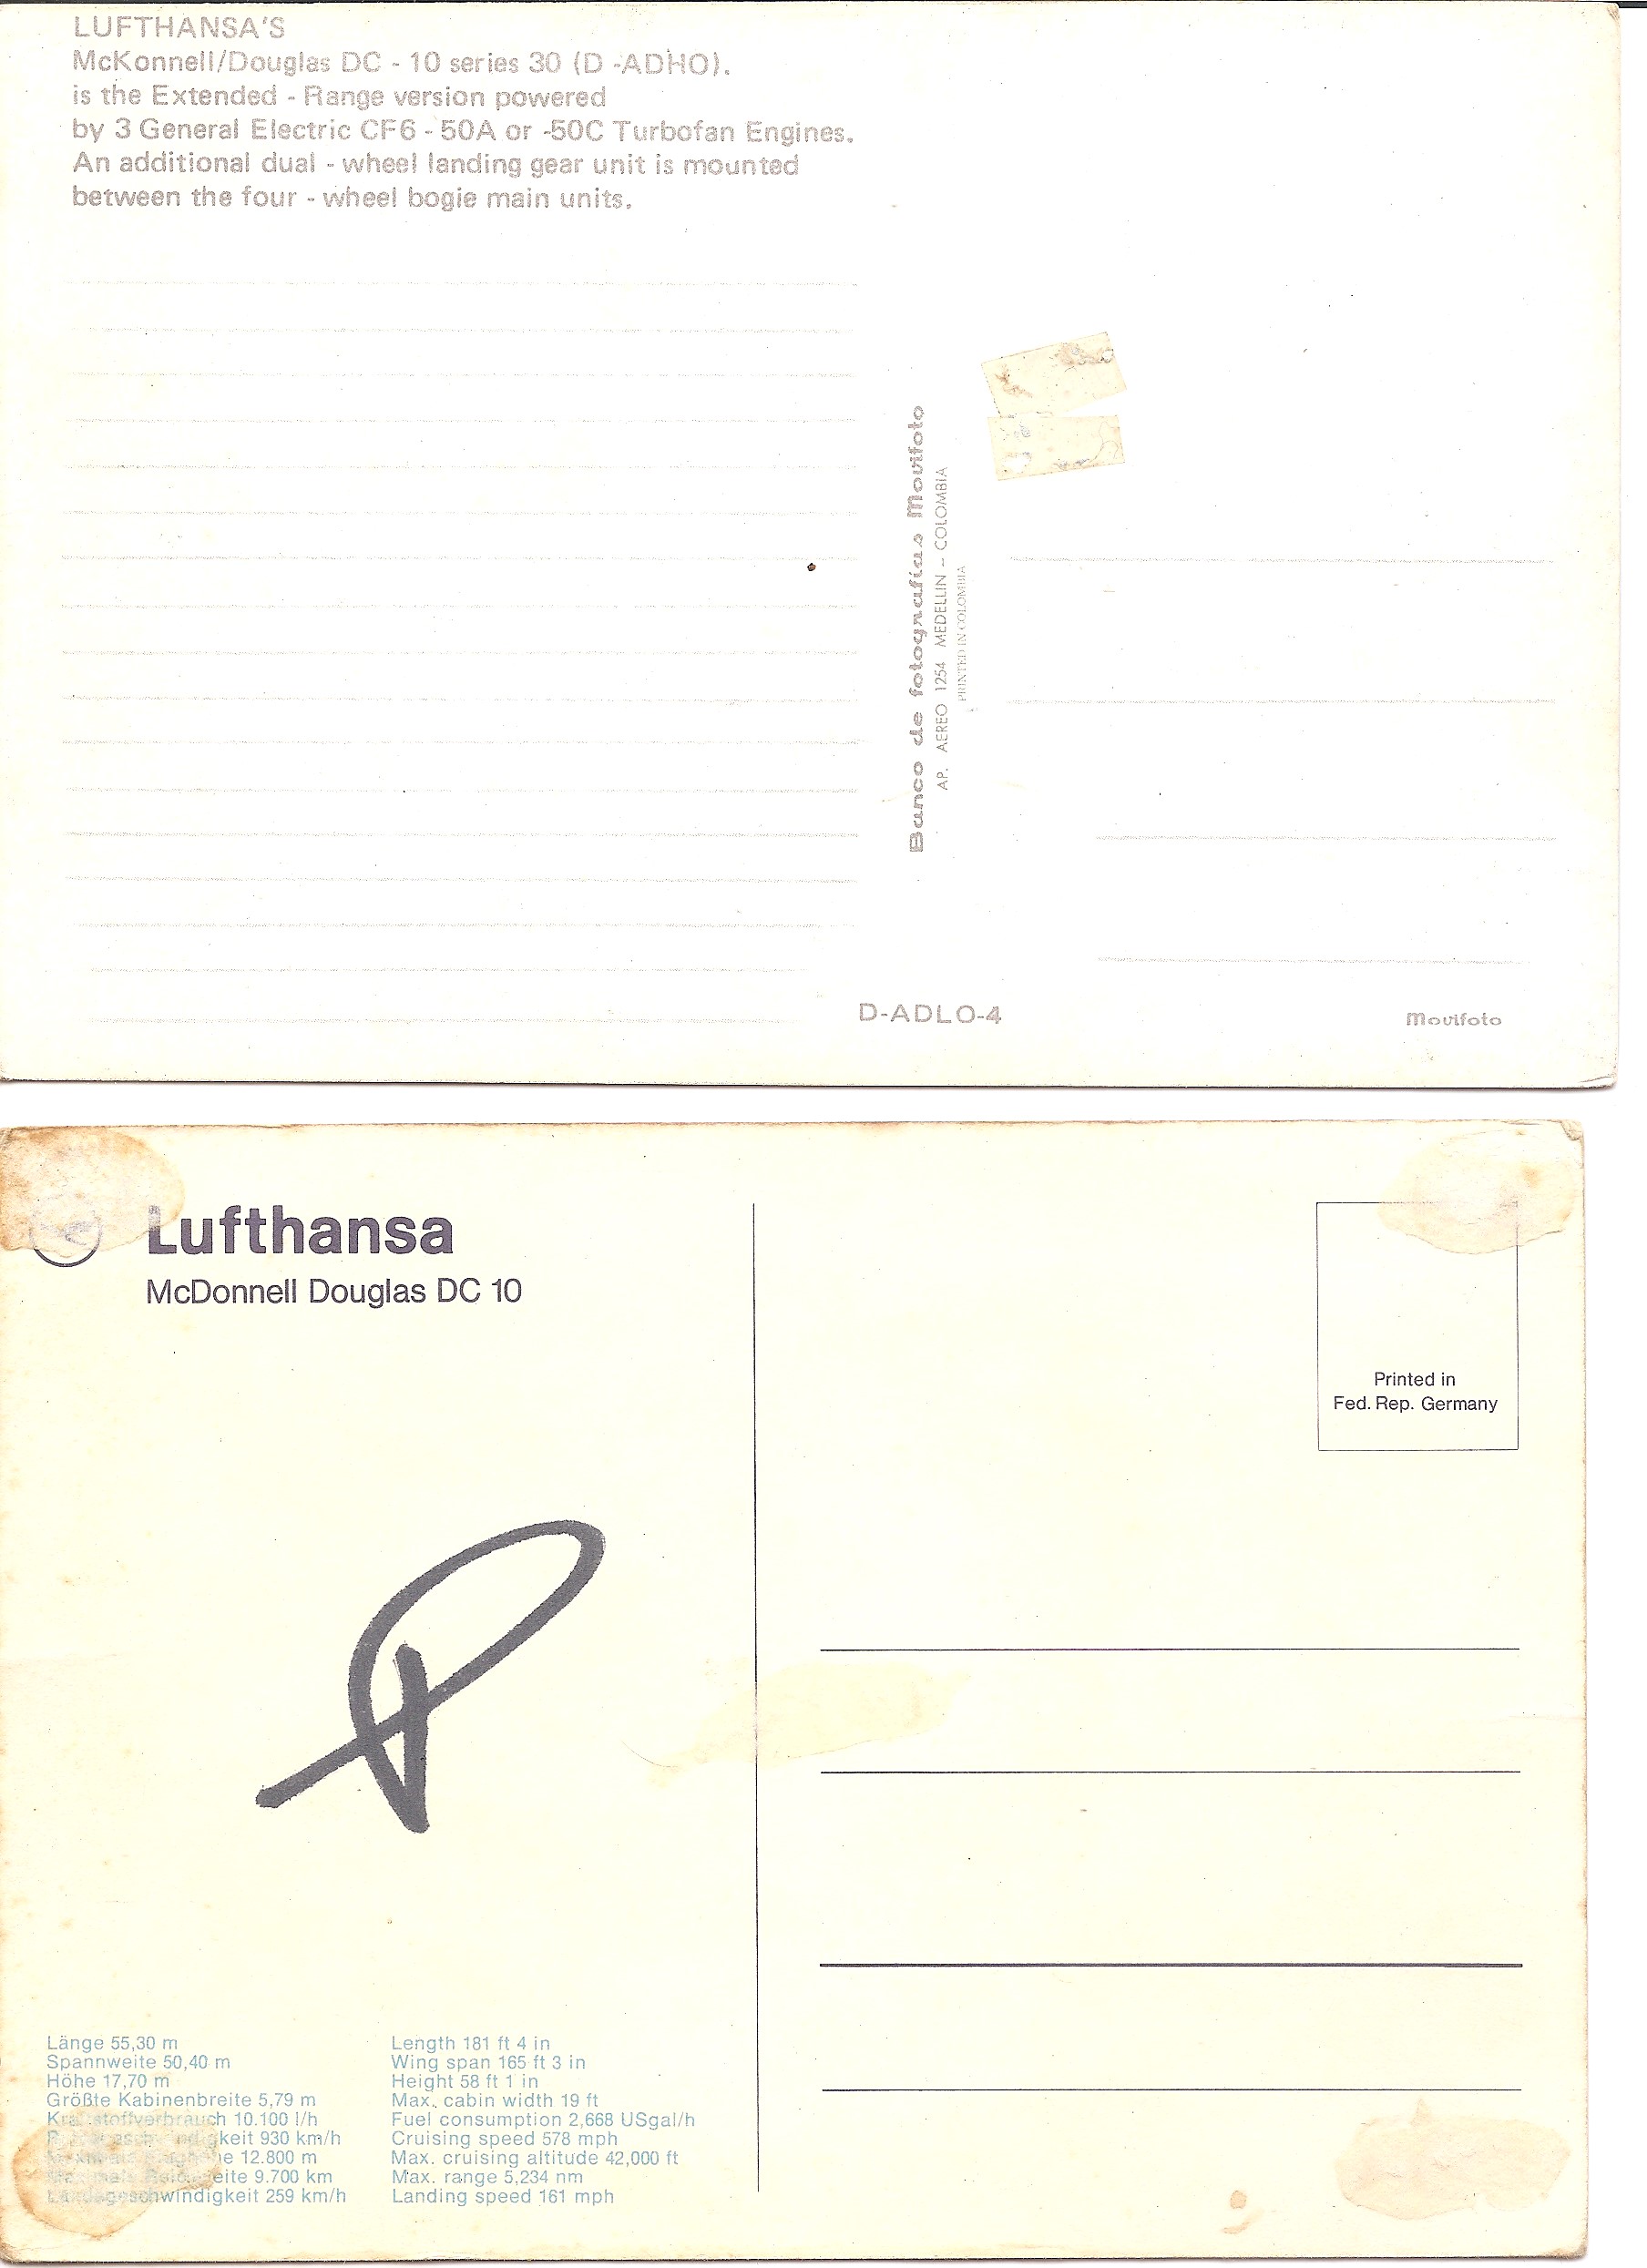 LUFTHANSA'S
McKonnell/Douglas DC - 10 series 30 (D -ADHO).
is the Extended - Range version powered
by 3 General Electric CF6 - 50A or -50C Turbofan Engines.
An additional dual - wheel landing gear unit is mounted
between the four - wheel bogie main units.
Banco de fotografias Movifoto
AP. AEREO 1254 MEDELLIN - COLOMBIA
PRINTED IN COLOMBIA
D-ADLO-4
Movifoto
Lufthansa
McDonnell Douglas DC 10
Printed in
Fed. Rep. Germany
Länge 55,30 m
Spannweite 50,40 m
Höhe 17,70 m
Größte Kabinenbreite 5,79 m
Kraftstoffverbrauch 10.100 l/h
930 km/h
12.800 m
9.700 km
Landegeschwindigkeit 259 km/h
Length 181 ft 4 in
Wing span 165 ft 3 in
Height 58 ft 1 in
Max. cabin width 19 ft
Fuel consumption 2,668 USgal/h
Cruising speed 578 mph
Max. cruising altitude 42,000 ft
Max. range 5,234 nm
Landing speed 161 mph